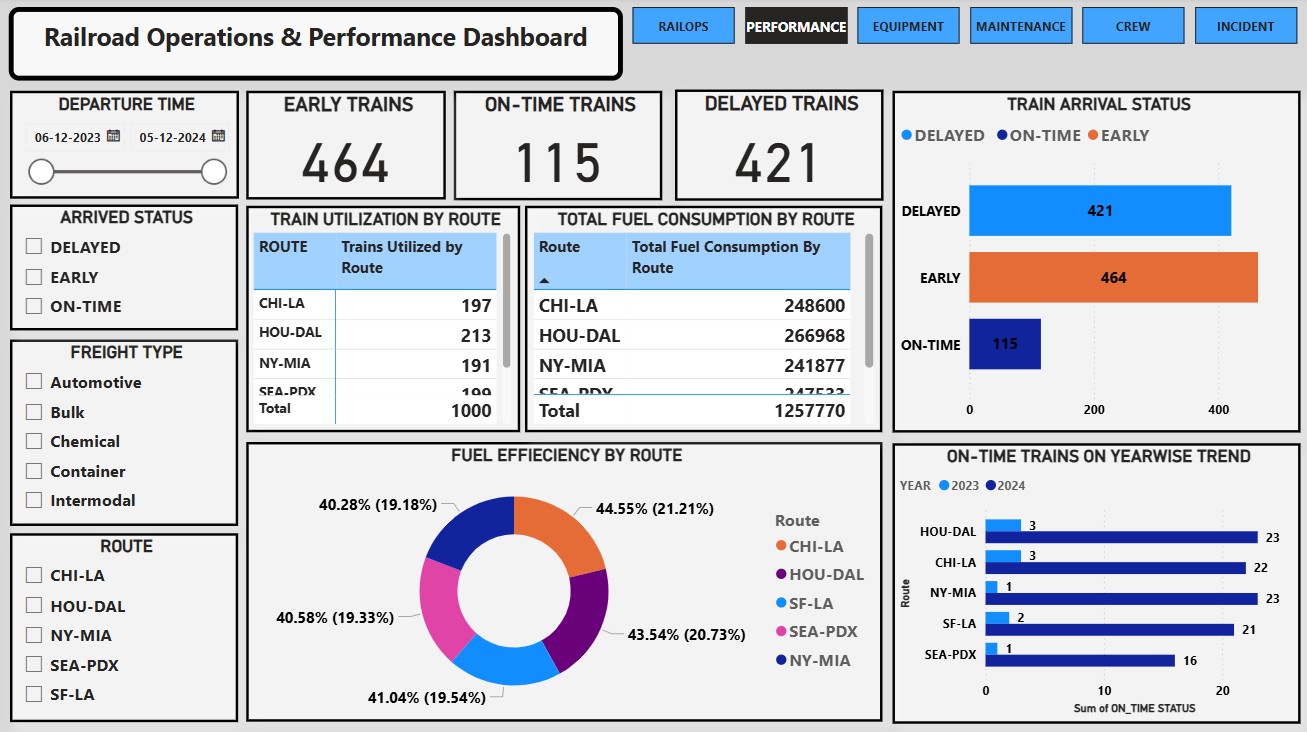 Railroad Operations & Performance Dashboard
RAILOPS
PERFORMANCE
EQUIPMENT
MAINTENANCE
CREW
INCIDENT
DEPARTURE TIME
06-12-2023
05-12-2024
EARLY TRAINS
464
ON-TIME TRAINS
115
DELAYED TRAINS
421
ARRIVED STATUS
DELAYED
EARLY
ON-TIME
FREIGHT TYPE
Automotive
Bulk
Chemical
Container
Intermodal
ROUTE
CHI-LA
HOU-DAL
NY-MIA
SEA-PDX
SF-LA
TRAIN UTILIZATION BY ROUTE
ROUTE Trains Utilized by
Route
CHI-LA 197
HOU-DAL 213
NY-MIA 191
SEA-PDX 199
Total 1000
TOTAL FUEL CONSUMPTION BY ROUTE
Route Total Fuel Consumption By
Route
CHI-LA 248600
HOU-DAL 266968
NY-MIA 241877
SEA-PDX 247533
Total 1257770
TRAIN ARRIVAL STATUS
DELAYED ON-TIME EARLY
DELAYED 421
EARLY 464
ON-TIME 115
0 200 400
FUEL EFFIECIENCY BY ROUTE
40.28% (19.18%)
44.55% (21.21%)
40.58% (19.33%)
43.54% (20.73%)
41.04% (19.54%)
Route
CHI-LA
HOU-DAL
SF-LA
SEA-PDX
NY-MIA
ON-TIME TRAINS ON YEARWISE TREND
YEAR 2023 2024
Route
HOU-DAL 3 23
CHI-LA 3 22
NY-MIA 1 23
SF-LA 2 21
SEA-PDX 1 16
0 10 20
Sum of ON_TIME STATUS